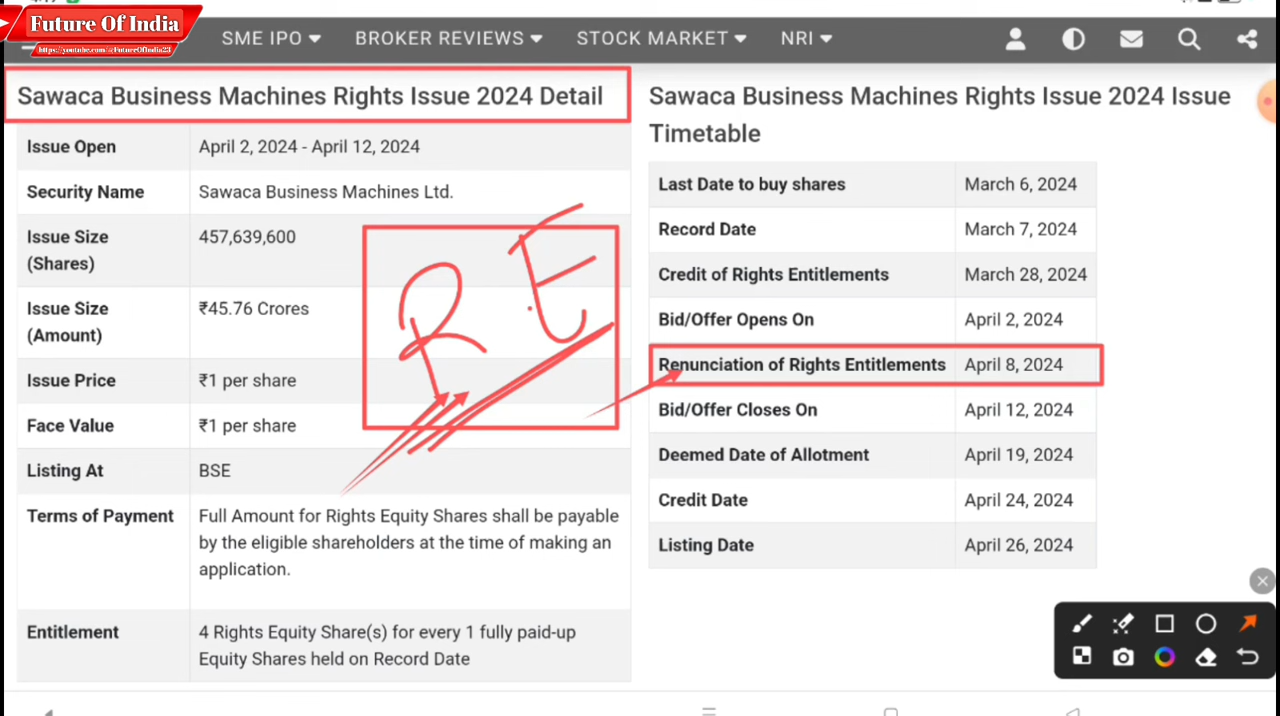 Future Of India
https://youtube.com/@FutureOfIndia23
SME IPO
BROKER REVIEWS
STOCK MARKET
NRI
Sawaca Business Machines Rights Issue 2024 Detail
Issue Open April 2, 2024 - April 12, 2024
Security Name Sawaca Business Machines Ltd.
Issue Size
(Shares)
457,639,600
Issue Size
(Amount)
₹45.76 Crores
Issue Price ₹1 per share
Face Value ₹1 per share
Listing At BSE
Terms of Payment Full Amount for Rights Equity Shares shall be payable
by the eligible shareholders at the time of making an
application.
Entitlement 4 Rights Equity Share(s) for every 1 fully paid-up
Equity Shares held on Record Date
RE
Sawaca Business Machines Rights Issue 2024 Issue
Timetable
Last Date to buy shares March 6, 2024
Record Date March 7, 2024
Credit of Rights Entitlements March 28, 2024
Bid/Offer Opens On April 2, 2024
Renunciation of Rights Entitlements April 8, 2024
Bid/Offer Closes On April 12, 2024
Deemed Date of Allotment April 19, 2024
Credit Date April 24, 2024
Listing Date April 26, 2024